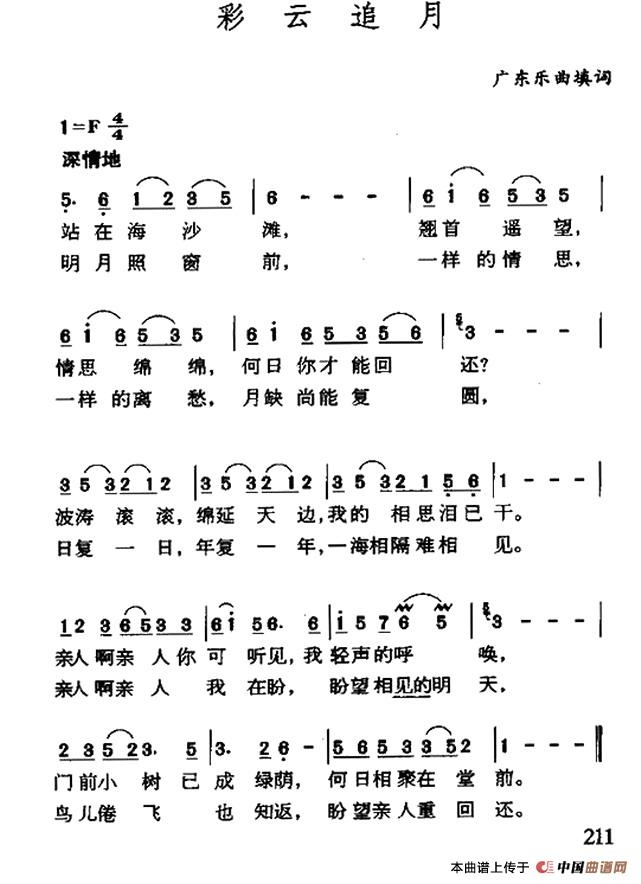 彩云追月
广东乐曲填词
1=F 4/4
深情地
5. 6 1 2 3 5 | 6 - - - | 6 i 6 5 3 5 |
站在海沙滩，翘首遥望，
明月照窗前，一样的情思，
6 i 6 5 3 5 | 6 i 6 5 3 5 6 | 5 3 - - - |
情思绵绵，何日你才能回还？
一样的离愁，月缺尚能复圆，
3 5 3 2 1 2 | 3 5 3 2 1 2 | 3 5 3 2 1 5 6 | 1 - - - |
波涛滚滚，绵延天边，我的相思泪已干。
日复一日，年复一年，一海相隔难相见。
1 2 3 6 5 3 3 | 6 i 5 6. 6 | i 5 7 6 5 | 5 3 - - - |
亲人啊亲人你可听见，我轻声的呼唤，
亲人啊亲人我在盼，盼望相见的明天，
2 3 5 2 3. 5 | 3. 2 6 1 | 5 6 5 3 2 3 5 2 | 1 - - - ||
门前小树已成绿荫，何日相聚在堂前。
鸟儿倦飞也知返，盼望亲人重回还。
211
本曲谱上传于 中国曲谱网